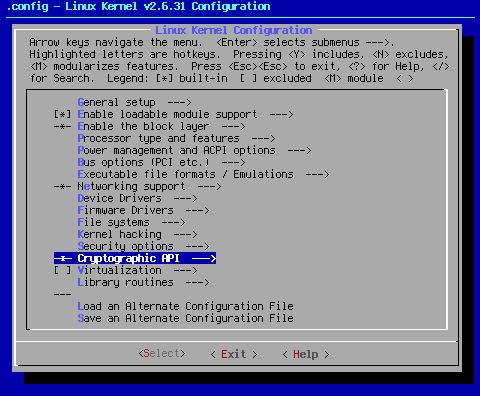 .config - Linux Kernel v2.6.31 Configuration
Linux Kernel Configuration
Arrow keys navigate the menu.  <Enter> selects submenus --->.
Highlighted letters are hotkeys.  Pressing <Y> includes, <N> excludes,
<M> modularizes features.  Press <Esc><Esc> to exit, <?> for Help, </>
for Search.  Legend: [*] built-in  [ ] excluded  <M> module  < >
General setup  --->
[*] Enable loadable module support  --->
-*- Enable the block layer  --->
Processor type and features  --->
Power management and ACPI options  --->
Bus options (PCI etc.)  --->
Executable file formats / Emulations  --->
-*- Networking support  --->
Device Drivers  --->
Firmware Drivers  --->
File systems  --->
Kernel hacking  --->
Security options  --->
-*- Cryptographic API  --->
[ ] Virtualization  --->
Library routines  --->
---
Load an Alternate Configuration File
Save an Alternate Configuration File
<Select>    < Exit >    < Help >